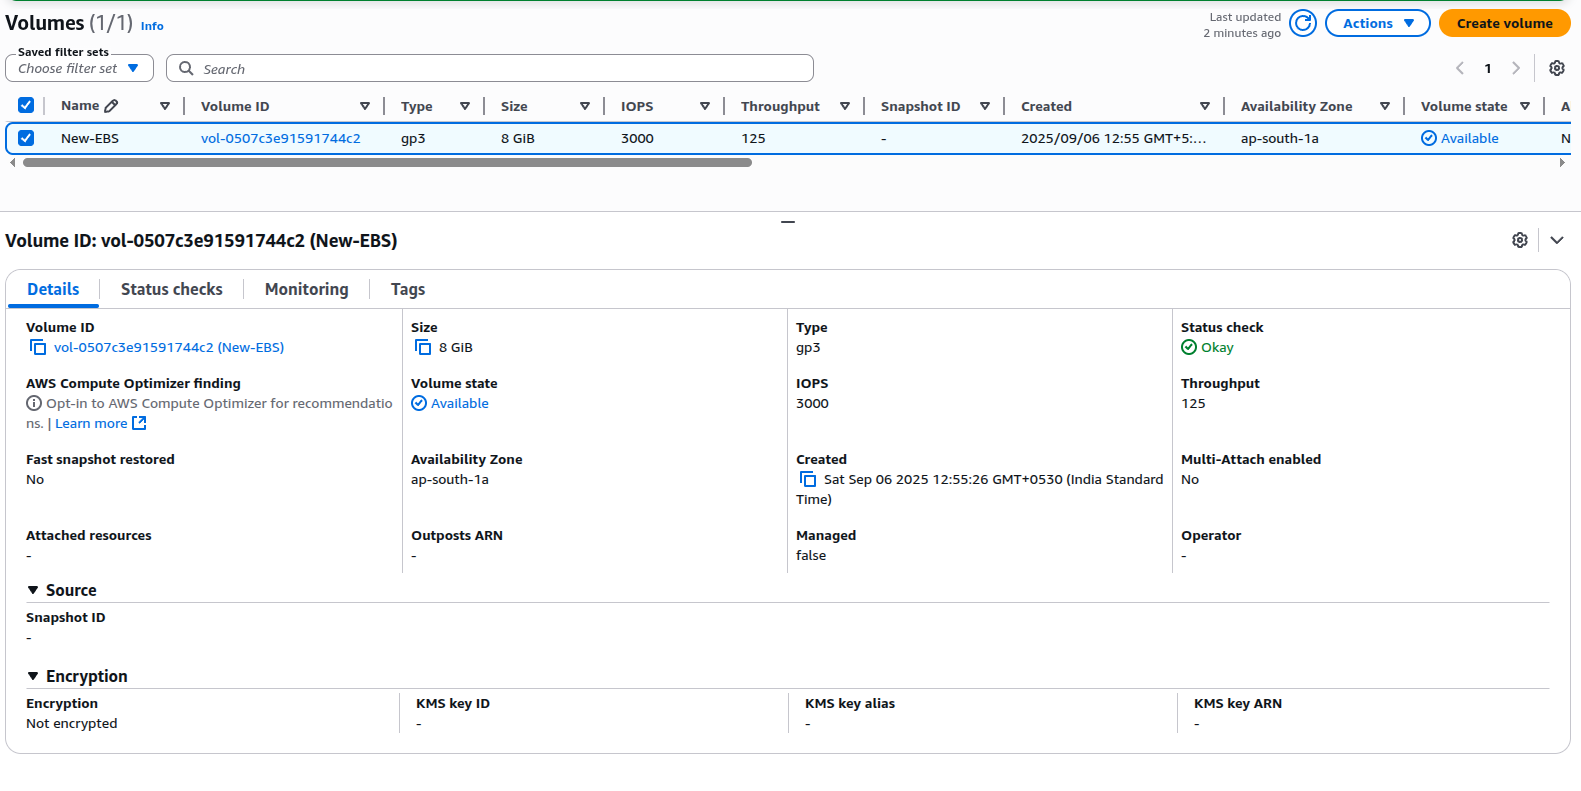 Volumes (1/1) Info
Last updated
2 minutes ago
Actions
Create volume
Saved filter sets
Choose filter set
Search
1
Name Volume ID Type Size IOPS Throughput Snapshot ID Created Availability Zone Volume state A
New-EBS vol-0507c3e91591744c2 gp3 8 GiB 3000 125 - 2025/09/06 12:55 GMT+5:... ap-south-1a Available N
Volume ID: vol-0507c3e91591744c2 (New-EBS)
Details Status checks Monitoring Tags
Volume ID Size Type Status check
vol-0507c3e91591744c2 (New-EBS) 8 GiB gp3 Okay
AWS Compute Optimizer finding Volume state IOPS Throughput
Opt-in to AWS Compute Optimizer for recommendatio Available 3000 125
ns. | Learn more
Fast snapshot restored Availability Zone Created Multi-Attach enabled
No ap-south-1a Sat Sep 06 2025 12:55:26 GMT+0530 (India Standard No
Time)
Attached resources Outposts ARN Managed Operator
- - false -
Source
Snapshot ID
-
Encryption
Encryption KMS key ID KMS key alias KMS key ARN
Not encrypted - - -